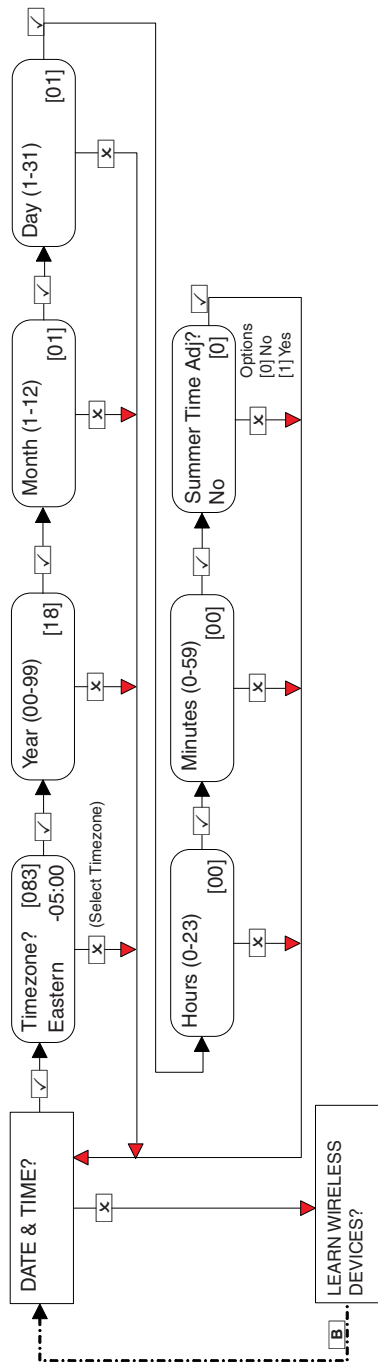 DATE & TIME?
Timezone? [083]
Eastern -05:00
(Select Timezone)
Year (00-99)
[18]
Month (1-12)
[01]
Day (1-31)
[01]
Hours (0-23)
[00]
Minutes (0-59)
[00]
Summer Time Adj?
No [0]
Options
[0] No
[1] Yes
LEARN WIRELESS
DEVICES?
B